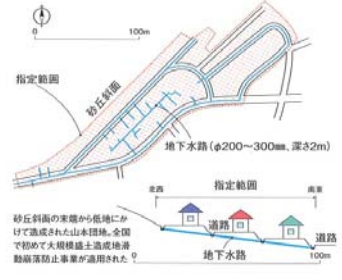 0 100m
砂丘斜面
指定範囲
地下水路（φ200〜300㎜、深さ2m）
指定範囲
北西 南東
道路
道路
地下水路
0 100m
砂丘斜面の末端から低地にか
けて造成された山本団地。全国
で初めて大規模盛土造成地滑
動崩落防止事業が適用された